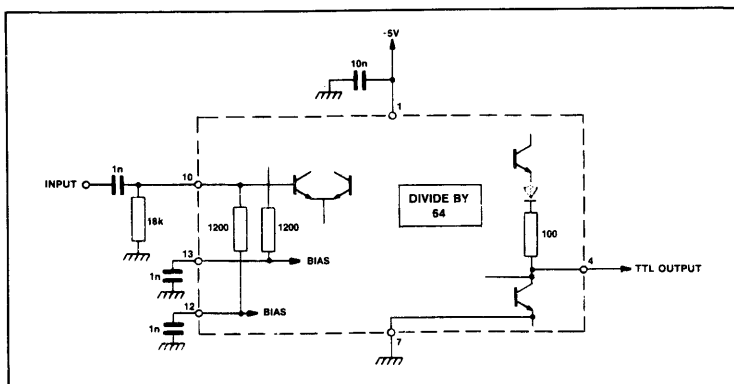 -5V
10n
1
1n
INPUT
10
18k
1200
1200
DIVIDE BY
64
100
4
TTL OUTPUT
13
BIAS
1n
12
BIAS
1n
7